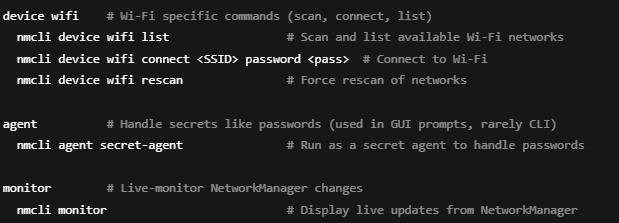 device wifi    # Wi-Fi specific commands (scan, connect, list)
  nmcli device wifi list                # Scan and list available Wi-Fi networks
  nmcli device wifi connect <SSID> password <pass>  # Connect to Wi-Fi
  nmcli device wifi rescan              # Force rescan of networks

agent          # Handle secrets like passwords (used in GUI prompts, rarely CLI)
  nmcli agent secret-agent              # Run as a secret agent to handle passwords

monitor        # Live-monitor NetworkManager changes
  nmcli monitor                         # Display live updates from NetworkManager